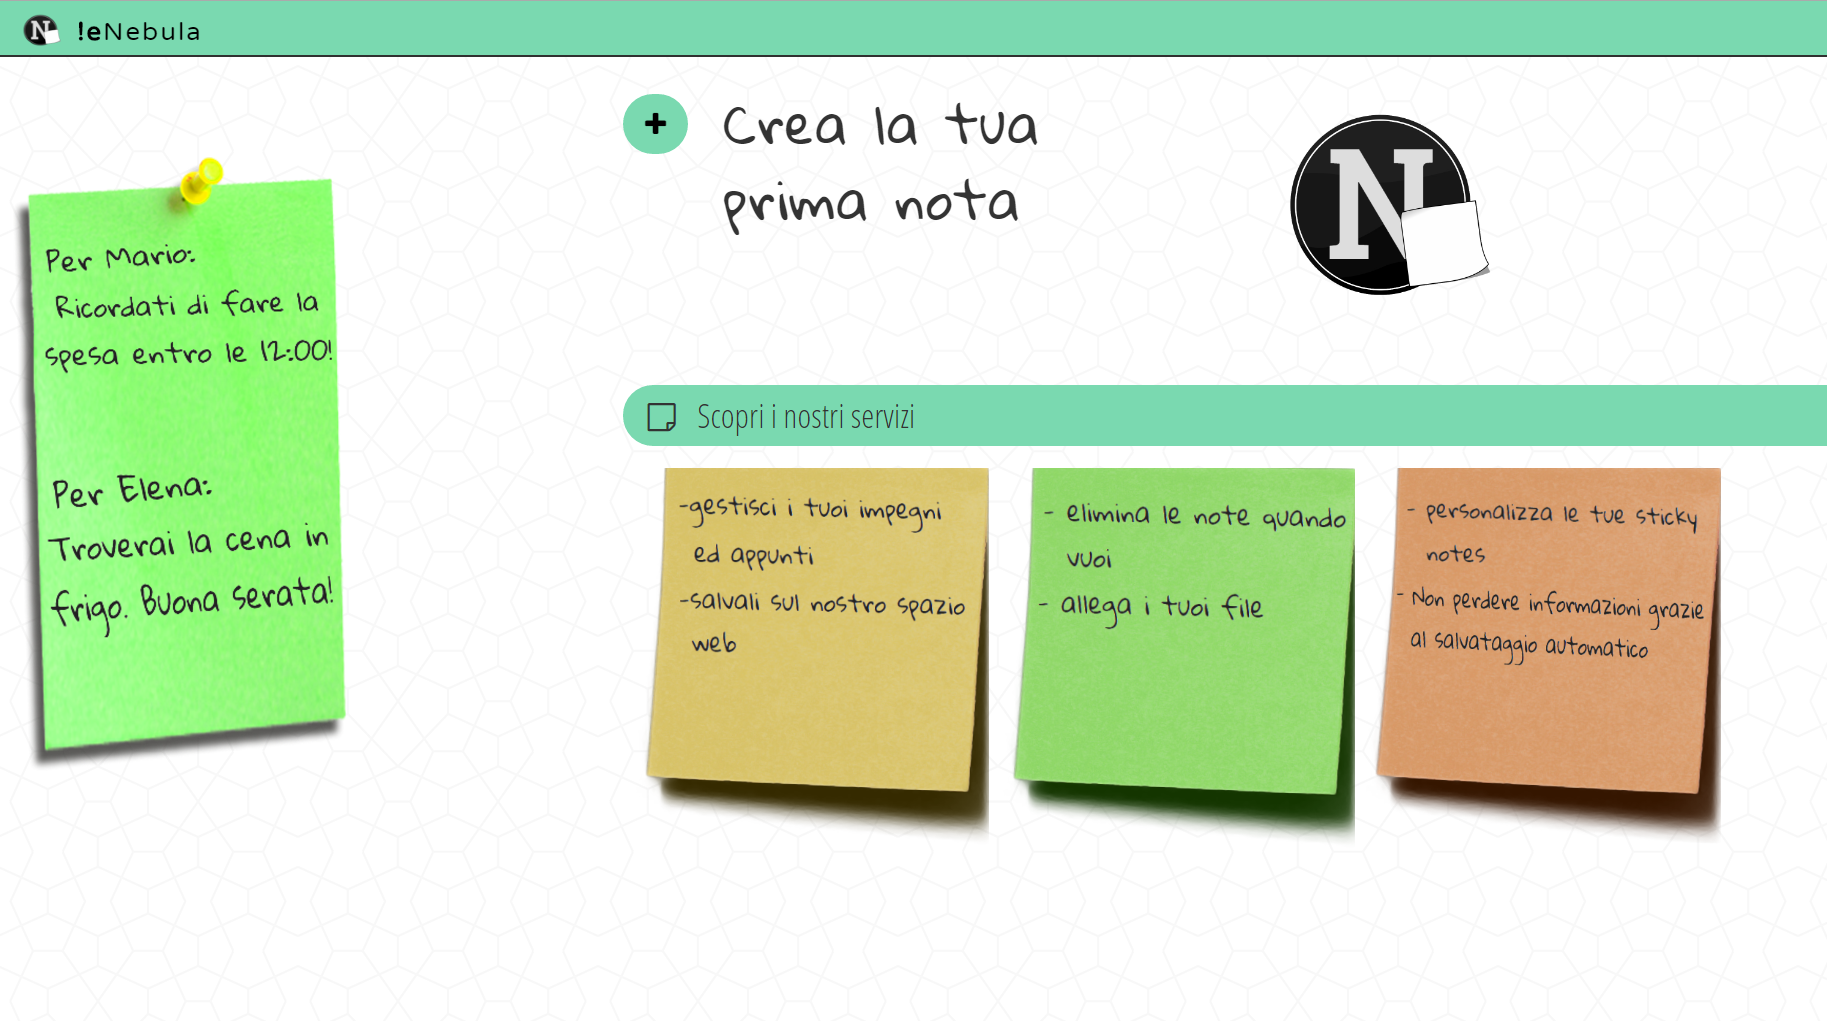 !eNebula
+ Crea la tua
prima nota
N
Per Mario:
Ricordati di fare la
spesa entro le 12:00!
Per Elena:
Troverai la cena in
frigo. Buona serata!
Scopri i nostri servizi
-gestisci i tuoi impegni
ed appunti
-salvali sul nostro spazio
web
- elimina le note quando
vuoi
- allega i tuoi file
- personalizza le tue sticky
notes
- Non perdere informazioni grazie
al salvataggio automatico